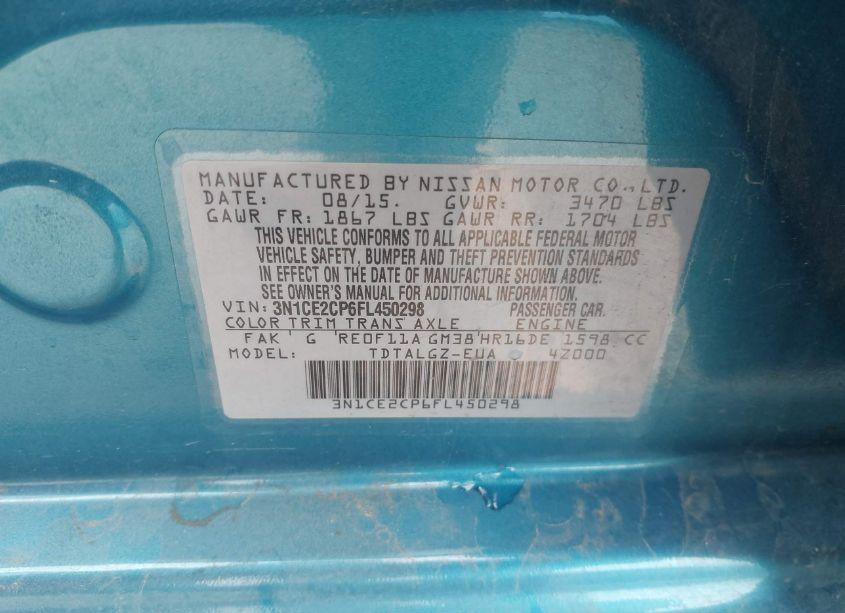 MANUFACTURED BY NISSAN MOTOR CO., LTD.
DATE: 08/15. GVWR: 3470 LBS
GAWR FR: 1867 LBS GAWR RR: 1704 LBS
THIS VEHICLE CONFORMS TO ALL APPLICABLE FEDERAL MOTOR
VEHICLE SAFETY, BUMPER AND THEFT PREVENTION STANDARDS
IN EFFECT ON THE DATE OF MANUFACTURE SHOWN ABOVE.
SEE OWNER'S MANUAL FOR ADDITIONAL INFORMATION.
VIN: 3N1CE2CP6FL450298 PASSENGER CAR.
COLOR TRIM TRANS AXLE ENGINE
FAK G RE0F11A GM38 HR16DE 1598 CC
MODEL: TDTALGZ-EUA 4Z000
3N1CE2CP6FL450298